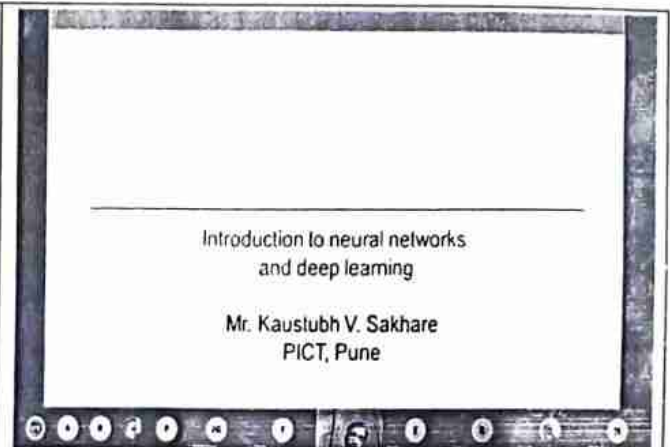 Introduction to neural networks
and deep learning
Mr. Kaustubh V. Sakhare
PICT, Pune